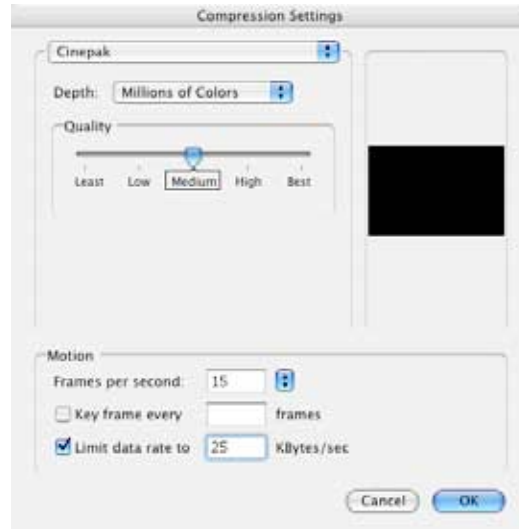 Compression Settings
Cinepak
Depth: Millions of Colors
Quality
Least Low Medium High Best
Motion
Frames per second: 15
Key frame every frames
Limit data rate to 25 KBytes/sec
Cancel OK